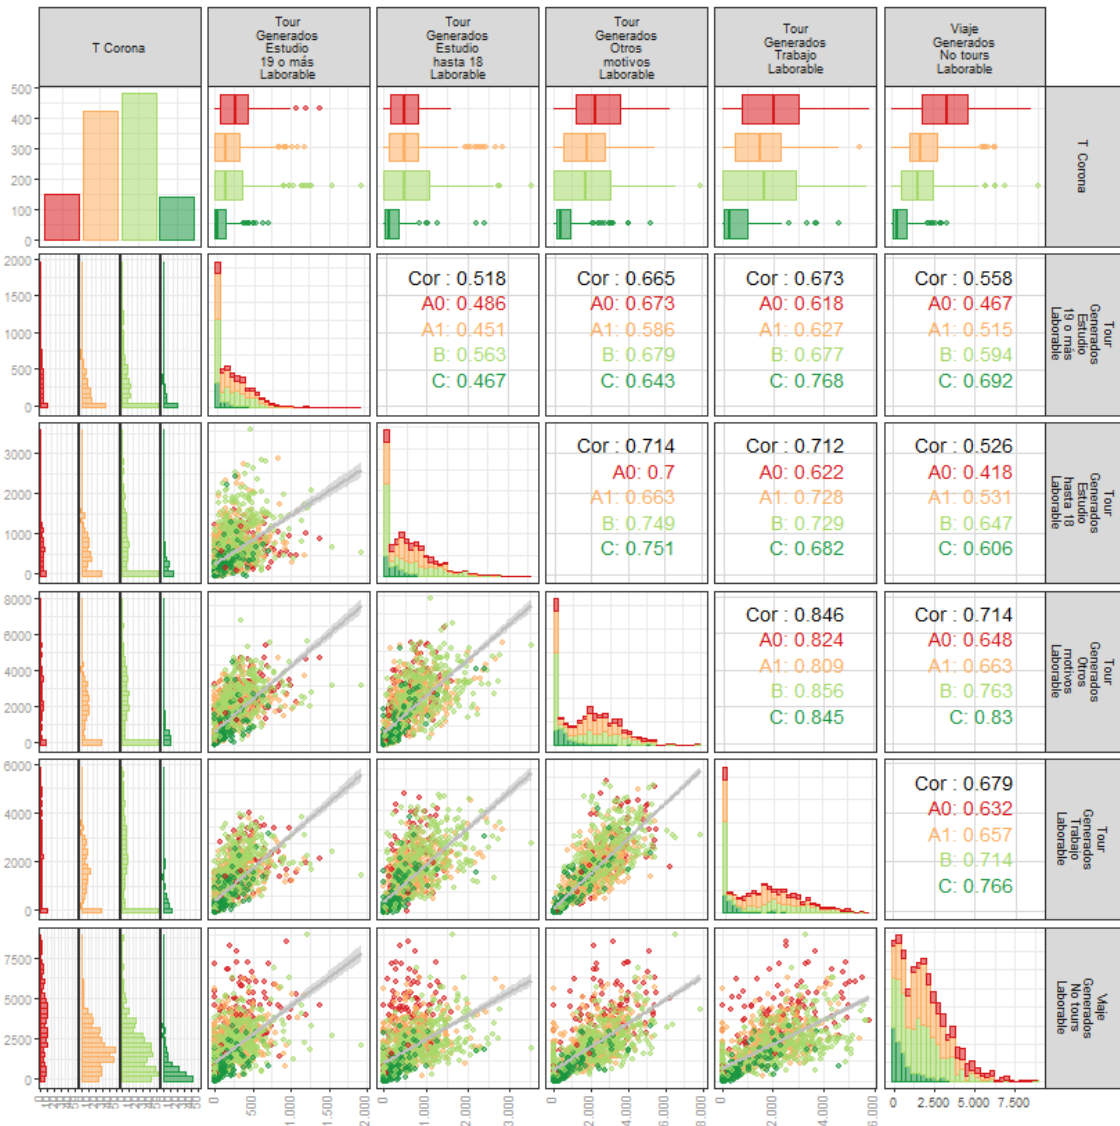 T Corona
Tour
Generados
Estudio
19 o más
Laborable
Tour
Generados
Estudio
hasta 18
Laborable
Tour
Generados
Otros
motivos
Laborable
Tour
Generados
Trabajo
Laborable
Viaje
Generados
No tours
Laborable
500
400
300
200
100
0
T Corona
2000
1500
1000
500
0
Cor : 0.518
A0: 0.486
A1: 0.451
B: 0.563
C: 0.467
Cor : 0.665
A0: 0.673
A1: 0.586
B: 0.679
C: 0.643
Cor : 0.673
A0: 0.618
A1: 0.627
B: 0.677
C: 0.768
Cor : 0.558
A0: 0.467
A1: 0.515
B: 0.594
C: 0.692
Tour
Generados
Estudio
19 o más
Laborable
3000
2000
1000
0
Cor : 0.714
A0: 0.7
A1: 0.663
B: 0.749
C: 0.751
Cor : 0.712
A0: 0.622
A1: 0.728
B: 0.729
C: 0.682
Cor : 0.526
A0: 0.418
A1: 0.531
B: 0.647
C: 0.606
Tour
Generados
Estudio
hasta 18
Laborable
8000
6000
4000
2000
0
Cor : 0.846
A0: 0.824
A1: 0.809
B: 0.856
C: 0.845
Cor : 0.714
A0: 0.648
A1: 0.663
B: 0.763
C: 0.83
Tour
Generados
Otros
motivos
Laborable
6000
4000
2000
0
Cor : 0.679
A0: 0.632
A1: 0.657
B: 0.714
C: 0.766
Tour
Generados
Trabajo
Laborable
7500
5000
2500
0
Viaje
Generados
No tours
Laborable
0
500
1.000
1.500
2.000
0
1.000
2.000
3.000
0
2.000
4.000
6.000
8.000
0
2.000
4.000
6.000
0
2.500
5.000
7.500